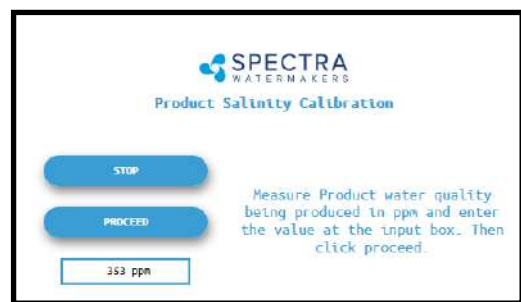 SPECTRA
WATERMAKERS
Product Salinity Calibration
STOP
PROCEED
353 ppm
Measure Product water quality
being produced in ppm and enter
the value at the input box. Then
click proceed.